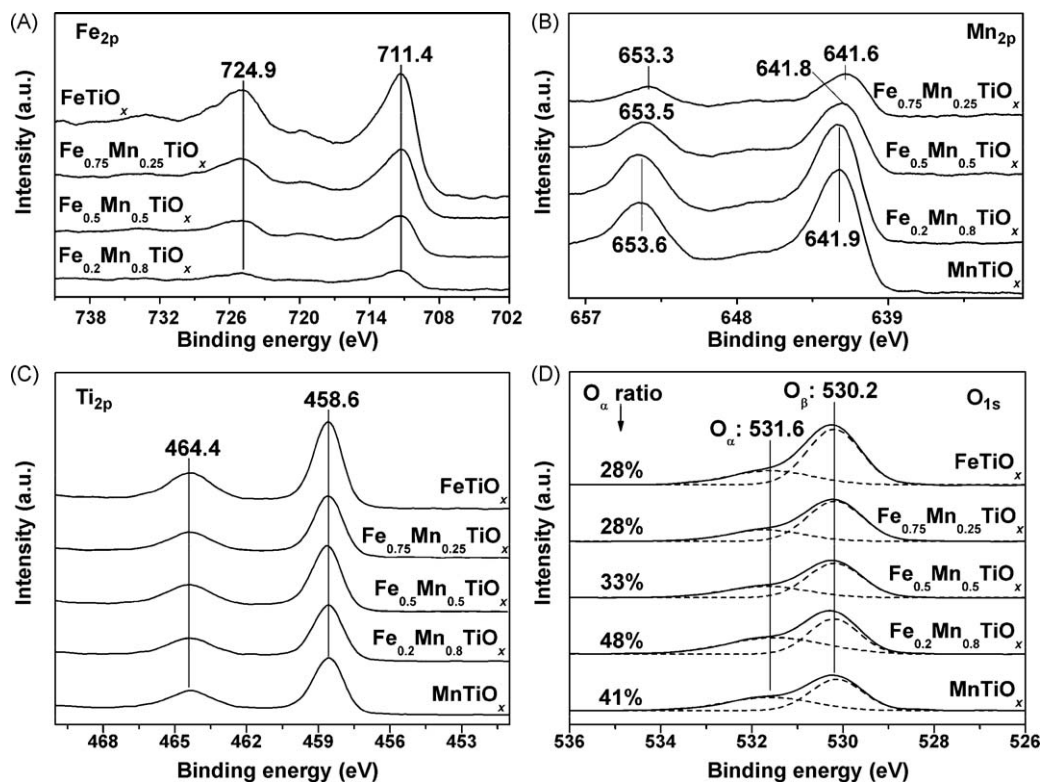 (A)
Fe2p
711.4
724.9
FeTiOx
Fe0.75Mn0.25TiOx
Fe0.5Mn0.5TiOx
Fe0.2Mn0.8TiOx
Intensity (a.u.)
738 732 726 720 714 708 702
Binding energy (eV)
(B)
Mn2p
653.3
641.8
641.6
Fe0.75Mn0.25TiOx
653.5
Fe0.5Mn0.5TiOx
Fe0.2Mn0.8TiOx
653.6
641.9
MnTiOx
Intensity (a.u.)
657 648 639
Binding energy (eV)
(C)
Ti2p
458.6
464.4
FeTiOx
Fe0.75Mn0.25TiOx
Fe0.5Mn0.5TiOx
Fe0.2Mn0.8TiOx
MnTiOx
Intensity (a.u.)
468 465 462 459 456 453
Binding energy (eV)
(D)
Oα ratio
Oβ: 530.2
O1s
Oα: 531.6
28%
FeTiOx
28%
Fe0.75Mn0.25TiOx
33%
Fe0.5Mn0.5TiOx
48%
Fe0.2Mn0.8TiOx
41%
MnTiOx
Intensity (a.u.)
536 534 532 530 528 526
Binding energy (eV)